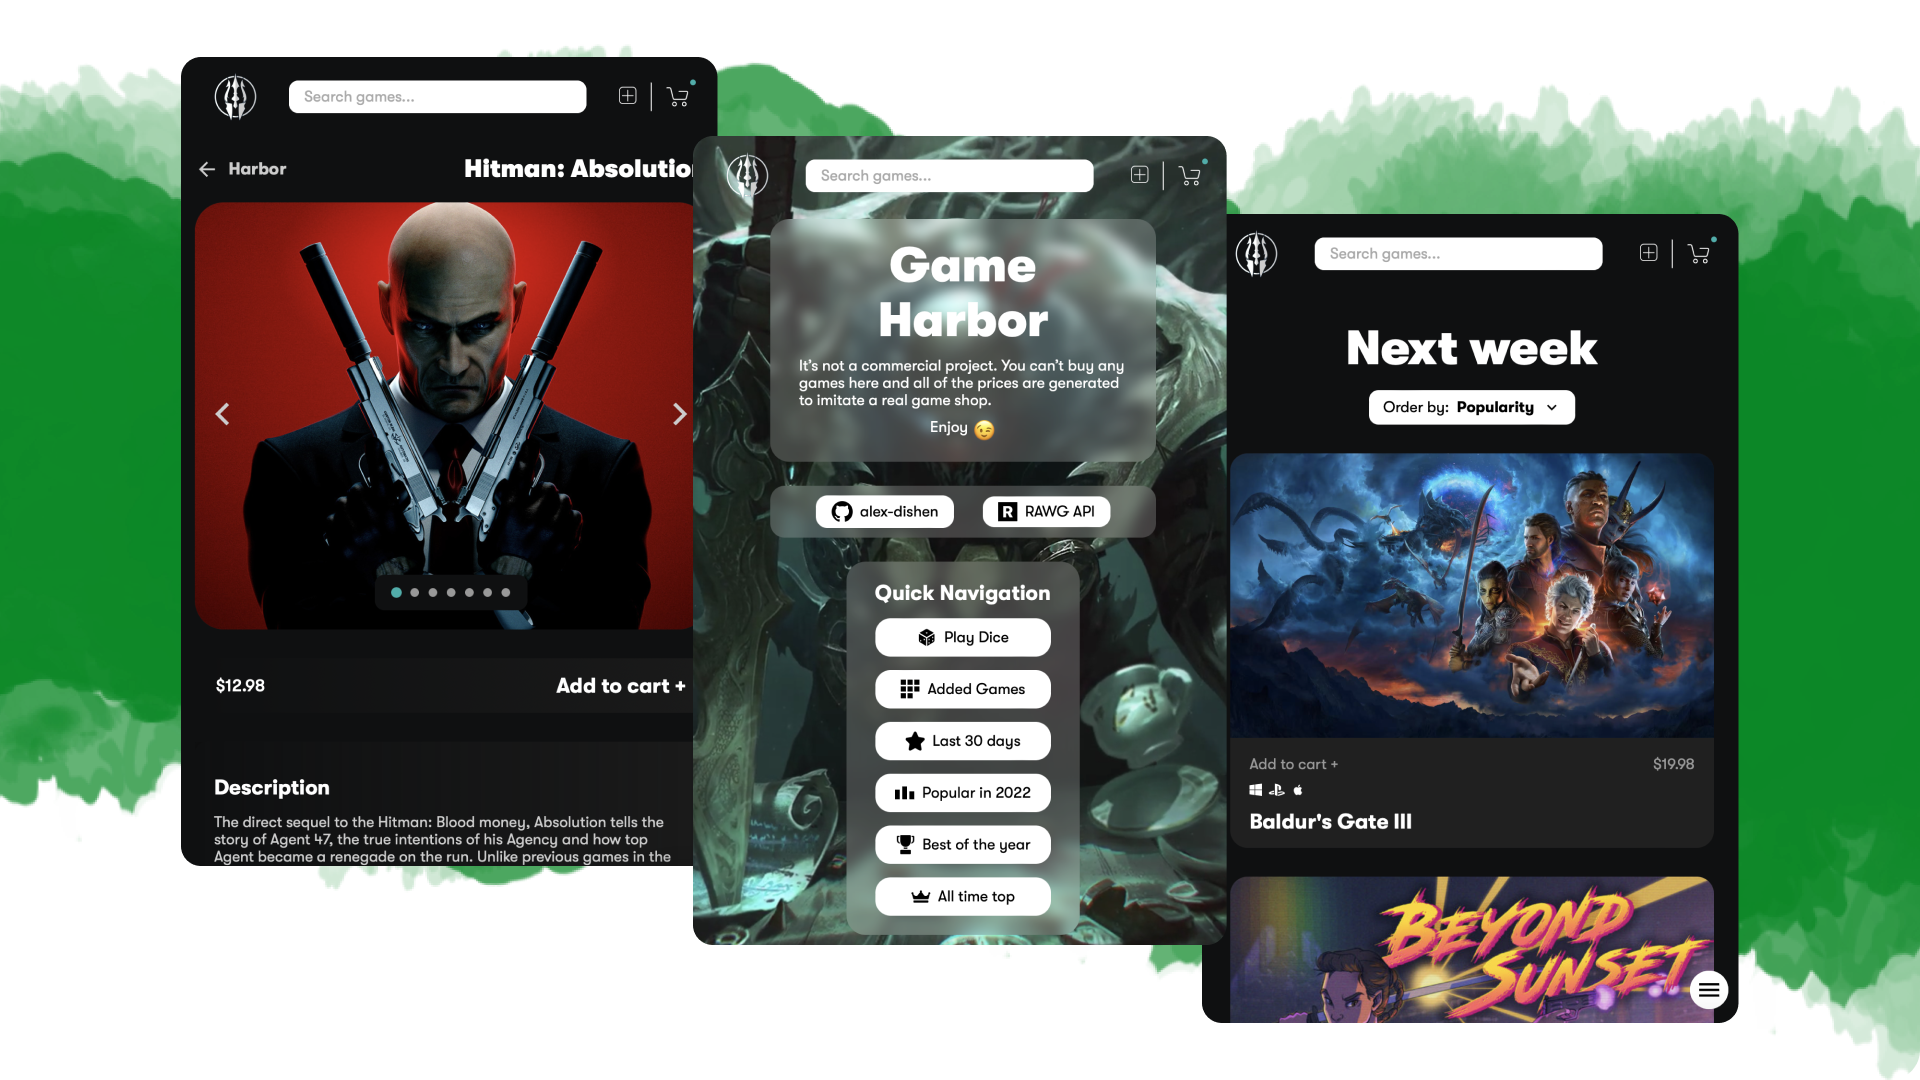 Search games...
Harbor
Hitman: Absolution
$12.98
Add to cart +
Description
The direct sequel to the Hitman: Blood money, Absolution tells the
story of Agent 47, the true intentions of his Agency and how top
Agent became a renegade on the run. Unlike previous games in the
Search games...
Game
Harbor
It's not a commercial project. You can't buy any
games here and all of the prices are generated
to imitate a real game shop.
Enjoy 😉
alex-dishen
R RAWG API
Quick Navigation
Play Dice
Added Games
Last 30 days
Popular in 2022
Best of the year
All time top
Search games...
Next week
Order by: Popularity
Add to cart +
$19.98
Baldur's Gate III
BEYOND
SUNSET